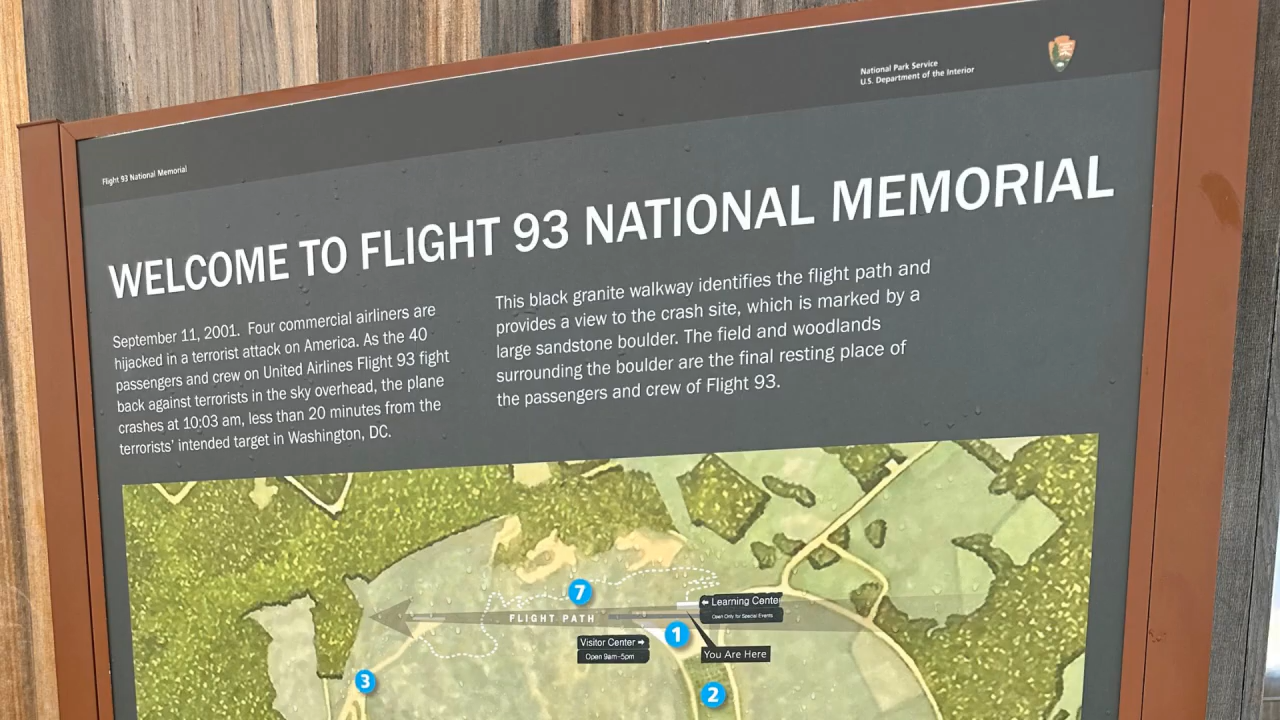 National Park Service
U.S. Department of the Interior
Flight 93 National Memorial
WELCOME TO FLIGHT 93 NATIONAL MEMORIAL
September 11, 2001. Four commercial airliners are
hijacked in a terrorist attack on America. As the 40
passengers and crew on United Airlines Flight 93 fight
back against terrorists in the sky overhead, the plane
crashes at 10:03 am, less than 20 minutes from the
terrorists' intended target in Washington, DC.
This black granite walkway identifies the flight path and
provides a view to the crash site, which is marked by a
large sandstone boulder. The field and woodlands
surrounding the boulder are the final resting place of
the passengers and crew of Flight 93.
7
← Learning Center
Open Only for Special Events
FLIGHT PATH
1
Visitor Center →
Open 9am-5pm
You Are Here
3
2